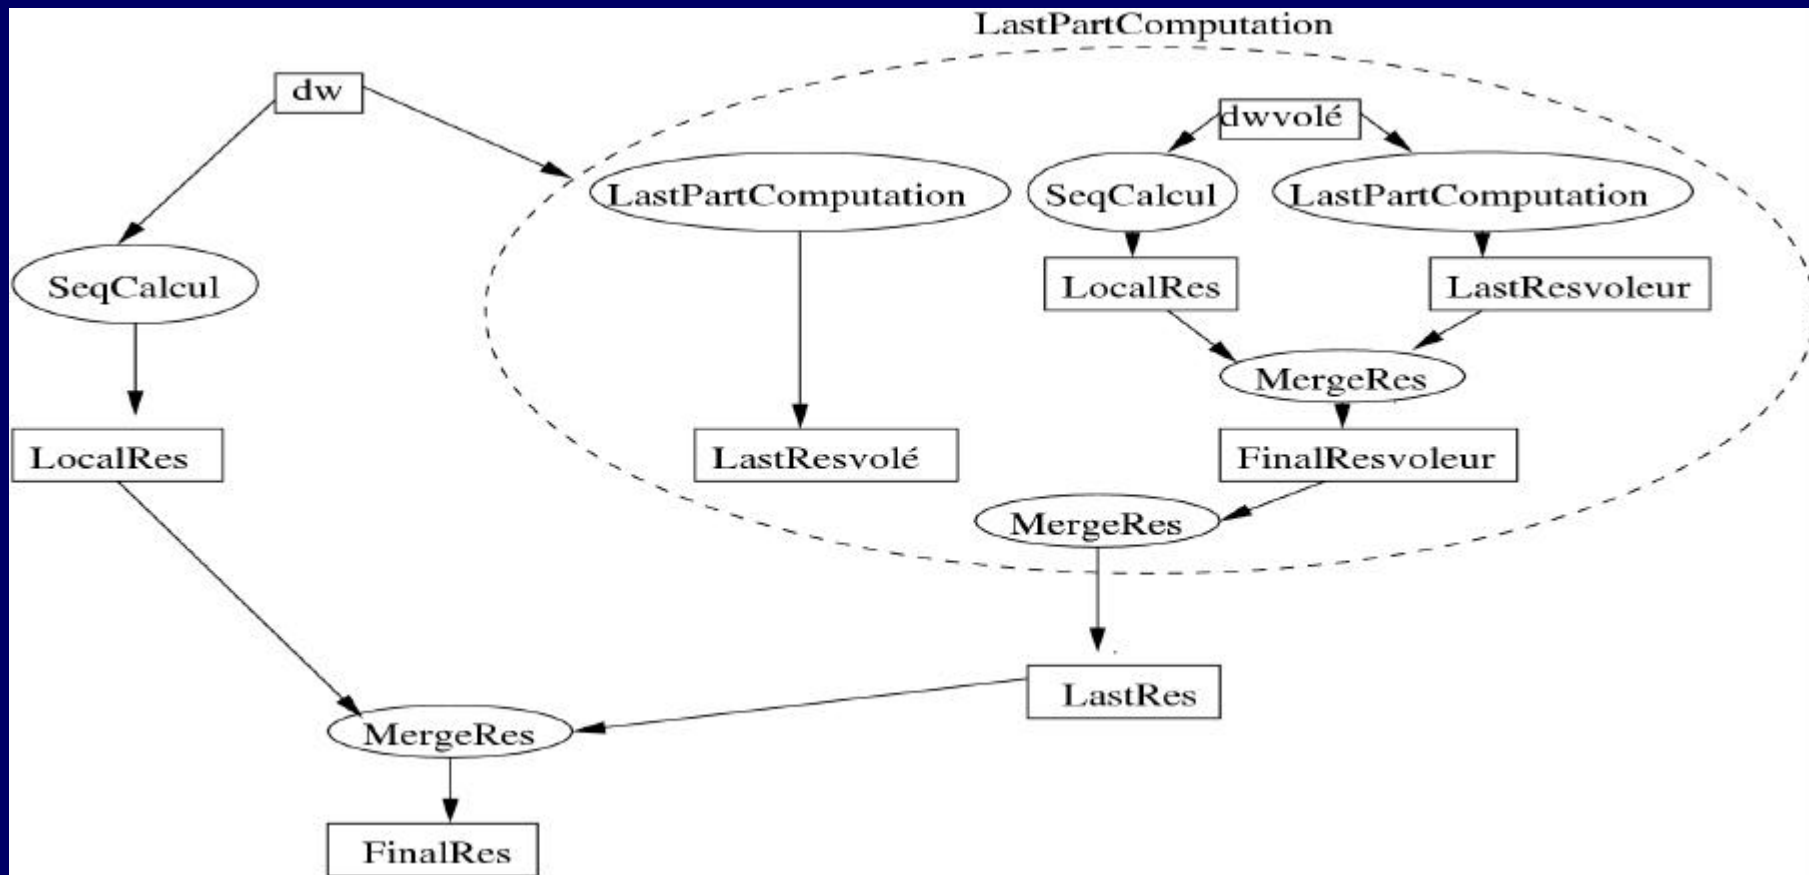 LastPartComputation
dw
dwvolé
LastPartComputation
SeqCalcul
LastPartComputation
SeqCalcul
LocalRes
LastResvoleur
MergeRes
LocalRes
LastResvolé
FinalResvoleur
MergeRes
LastRes
MergeRes
FinalRes